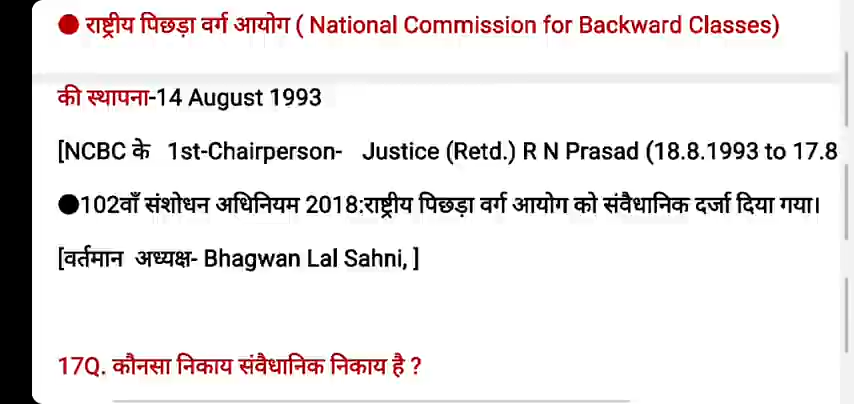 ● राष्ट्रीय पिछड़ा वर्ग आयोग ( National Commission for Backward Classes)
की स्थापना-14 August 1993
[NCBC के 1st-Chairperson- Justice (Retd.) R N Prasad (18.8.1993 to 17.8
●102वाँ संशोधन अधिनियम 2018:राष्ट्रीय पिछड़ा वर्ग आयोग को संवैधानिक दर्जा दिया गया।
[वर्तमान अध्यक्ष- Bhagwan Lal Sahni, ]
17Q. कौनसा निकाय संवैधानिक निकाय है ?